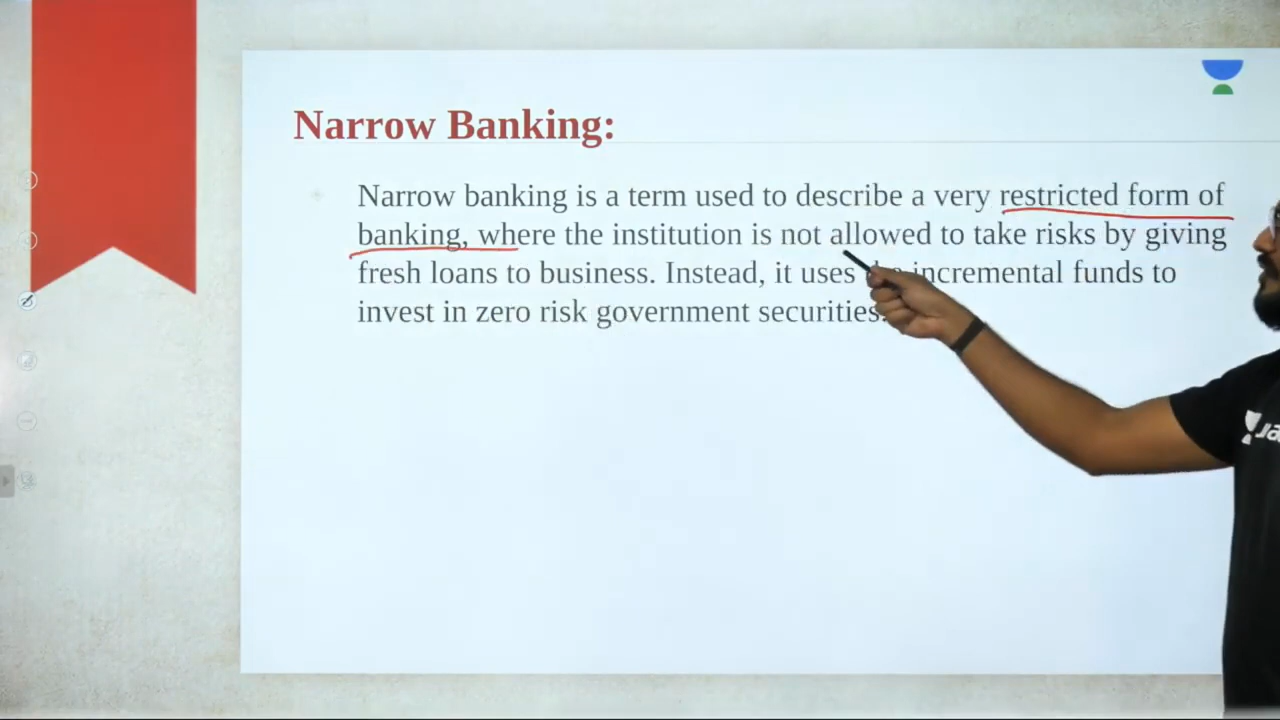 Narrow Banking:
Narrow banking is a term used to describe a very restricted form of
banking, where the institution is not allowed to take risks by giving
fresh loans to business. Instead, it uses incremental funds to
invest in zero risk government securities.